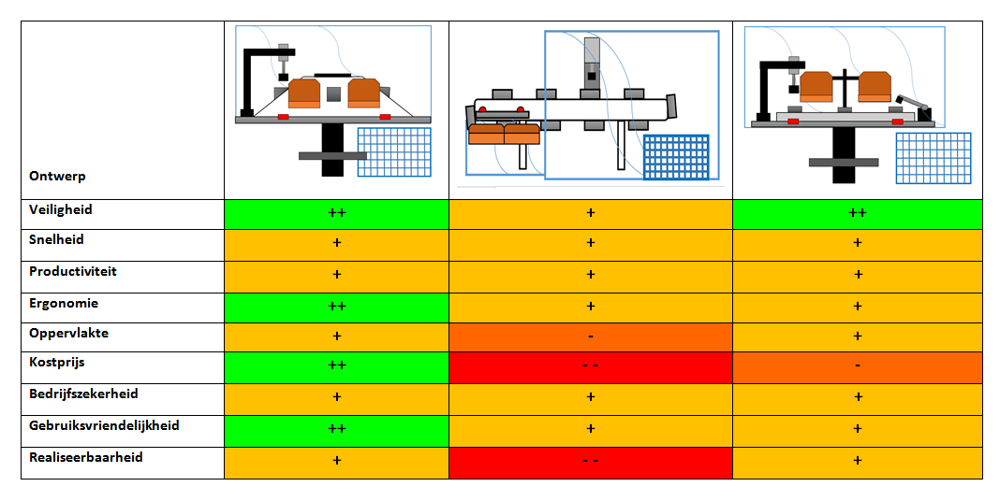 Ontwerp
Veiligheid ++ + ++
Snelheid + + +
Productiviteit + + +
Ergonomie ++ + +
Oppervlakte + - +
Kostprijs ++ - - -
Bedrijfszekerheid + + +
Gebruiksvriendelijkheid ++ + +
Realiseerbaarheid + - - +